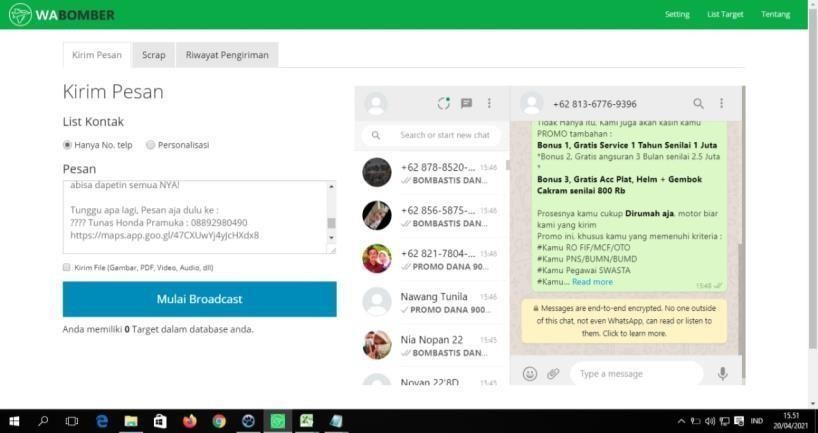 WABOMBER
Setting
List Target
Tentang
Kirim Pesan
Scrap
Riwayat Pengiriman
Kirim Pesan
List Kontak
Hanya No. telp
Personalisasi
Pesan
abisa dapetin semua NYA!
Tunggu apa lagi, Pesan aja dulu ke :
???? Tunas Honda Pramuka : 08892980490
https://maps.app.goo.gl/47CXUwYj4yJcHXdx8
Kirim File (Gambar, PDF, Video, Audio, dll)
Mulai Broadcast
Anda memiliki 0 Target dalam database anda.
Search or start new chat
+62 878-8520-... 15:46
BOMBASTIS DAN...
+62 856-5875-... 15:46
BOMBASTIS DAN...
+62 821-7804-... 15:46
PROMO DANA 90...
Nawang Tunila 15:46
PROMO DANA 900...
Nia Nopan 22 15:45
BOMBASTIS DAN...
Novan 22'8D 15:45
+62 813-6776-9396
Tidak Hanya itu, Kami juga akan kasih kamu
PROMO tambahan :
Bonus 1, Gratis Service 1 Tahun Senilai 1 Juta
*Bonus 2, Gratis angsuran 3 Bulan senilai 2.5 Juta
*
Bonus 3, Gratis Acc Plat, Helm + Gembok
Cakram senilai 800 Rb
Prosesnya kamu cukup Dirumah aja, motor biar
kami yang kirim
Promo ini, khusus kamu yang memenuhi kriteria :
#Kamu RO FIF/MCF/OTO
#Kamu PNS/BUMN/BUMD
#Kamu Pegawai SWASTA
#Kamu... Read more
15:48
Messages are end-to-end encrypted. No one outside
of this chat, not even WhatsApp, can read or listen to
them. Click to learn more.
Type a message
IND
15.51
20/04/2021